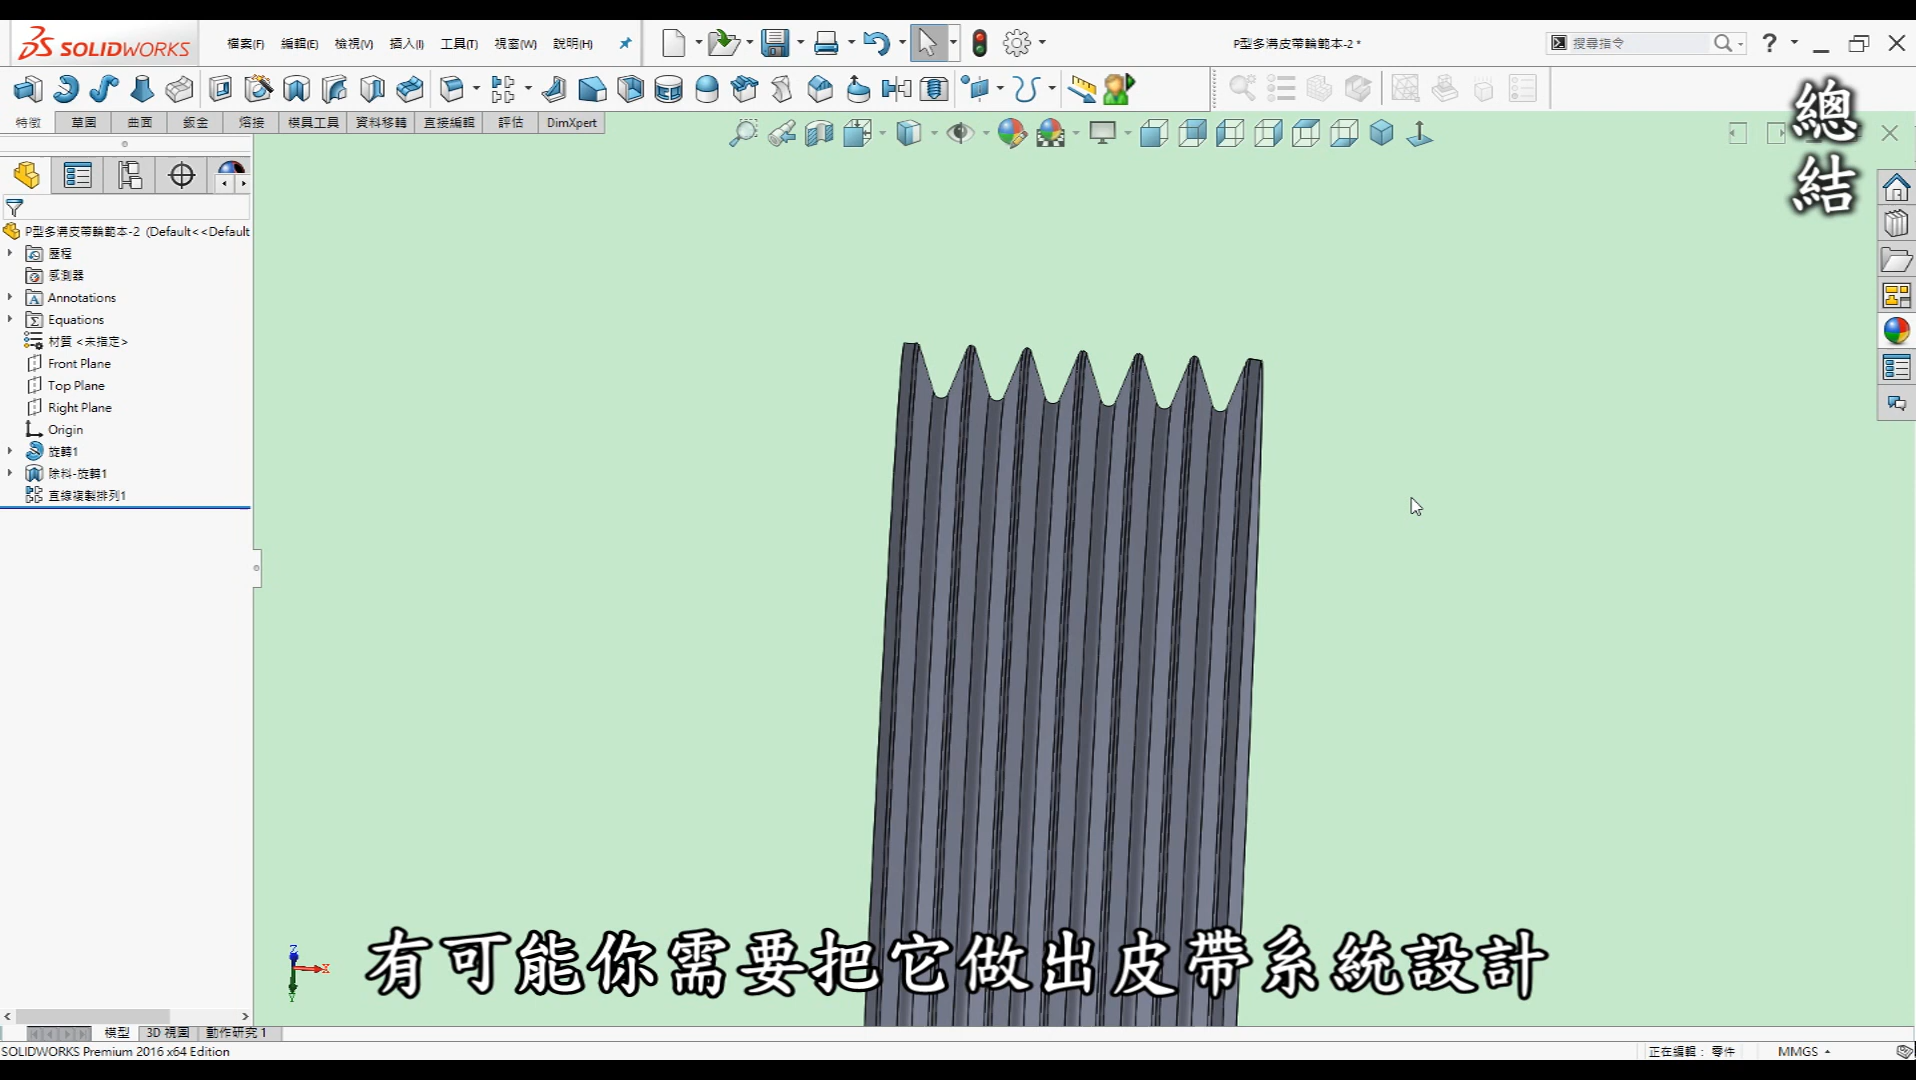 SOLIDWORKS
檔案(F) 編輯(E) 檢視(V) 插入(I) 工具(T) 視窗(W) 說明(H)
P型多溝皮帶輪範本-2 *
搜尋指令
?
特徵 草圖 曲面 鈑金 熔接 模具工具 資料移轉 直接編輯 評估 DimXpert
總結
P型多溝皮帶輪範本-2 (Default<<Default
歷程
感測器
Annotations
Equations
材質 <未指定>
Front Plane
Top Plane
Right Plane
Origin
旋轉1
除料-旋轉1
直線複製排列1
Z
X
Y
有可能你需要把它做出皮帶系統設計
模型 3D 視圖 動作研究 1
SOLIDWORKS Premium 2016 x64 Edition
正在編輯： 零件
MMGS